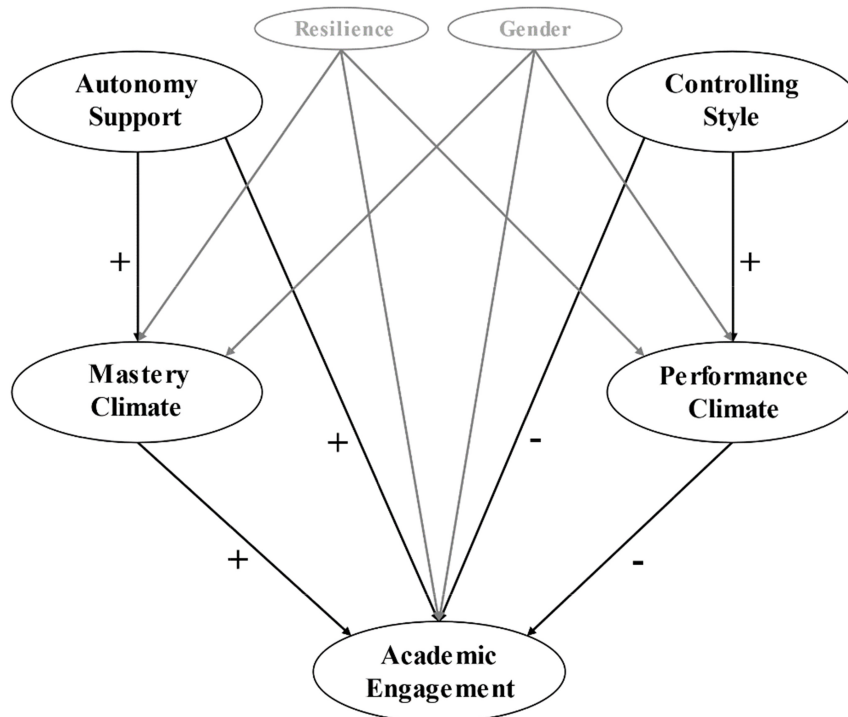 Resilience
Gender
Autonomy
Support
Controlling
Style
+
+
Mastery
Climate
Performance
Climate
+
-
+
-
Academic
Engagement